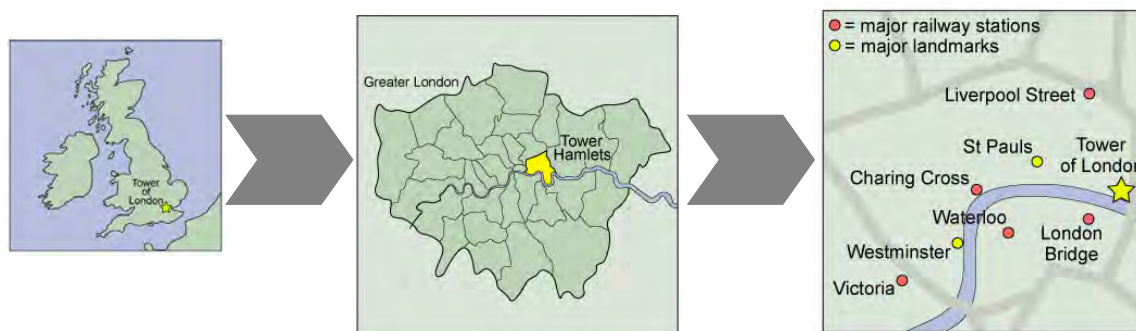 Tower
of
London
Greater London
Tower
Hamlets
= major railway stations
= major landmarks
Liverpool Street
St Pauls
Tower
of London
Charing Cross
Waterloo
Westminster
London
Bridge
Victoria